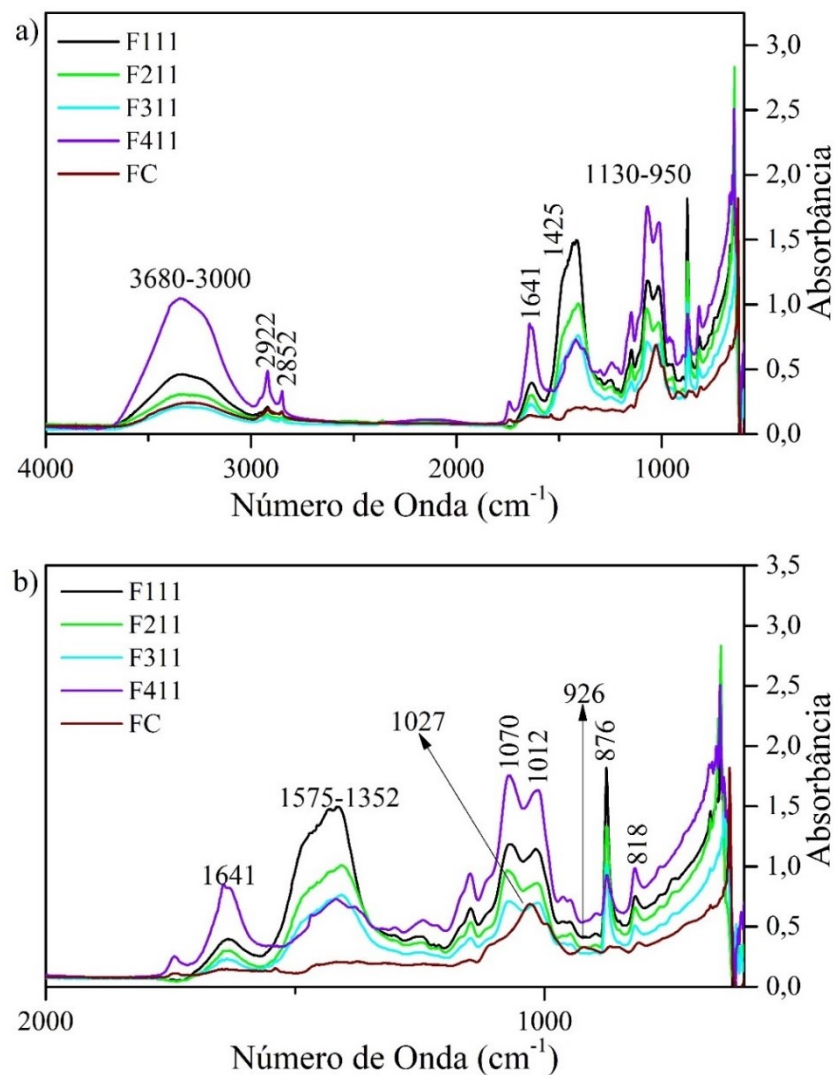 a)
F111
F211
F311
F411
FC
3680-3000
2922
2852
1641
1425
1130-950
3,0
2,5
2,0
1,5
1,0
0,5
0,0
Absorbância
4000
3000
2000
1000
Número de Onda (cm⁻¹)
b)
F111
F211
F311
F411
FC
1641
1575-1352
1027
1070
1012
926
876
818
3,5
3,0
2,5
2,0
1,5
1,0
0,5
0,0
Absorbância
2000
1000
Número de Onda (cm⁻¹)